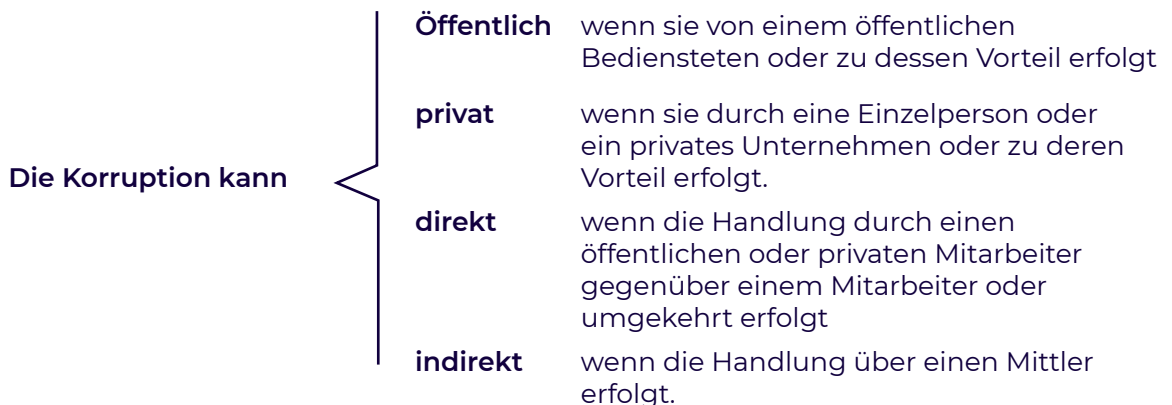 Öffentlich wenn sie von einem öffentlichen
Bediensteten oder zu dessen Vorteil erfolgt
privat wenn sie durch eine Einzelperson oder
ein privates Unternehmen oder zu deren
Vorteil erfolgt.
Die Korruption kann
direkt wenn die Handlung durch einen
öffentlichen oder privaten Mitarbeiter
gegenüber einem Mitarbeiter oder
umgekehrt erfolgt
indirekt wenn die Handlung über einen Mittler
erfolgt.